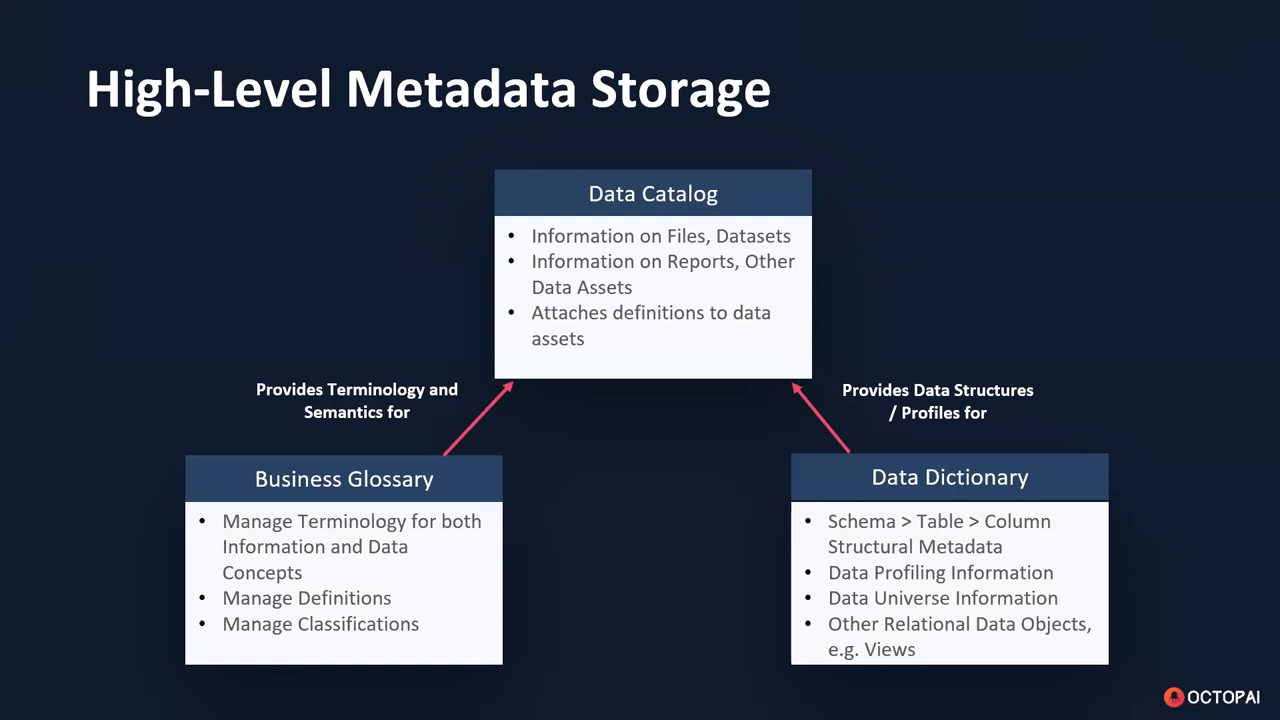 High-Level Metadata Storage
Data Catalog
• Information on Files, Datasets
• Information on Reports, Other
Data Assets
• Attaches definitions to data
assets
Provides Terminology and
Semantics for
Provides Data Structures
/ Profiles for
Business Glossary
• Manage Terminology for both
Information and Data
Concepts
• Manage Definitions
• Manage Classifications
Data Dictionary
• Schema > Table > Column
Structural Metadata
• Data Profiling Information
• Data Universe Information
• Other Relational Data Objects,
e.g. Views
OCTOPAI